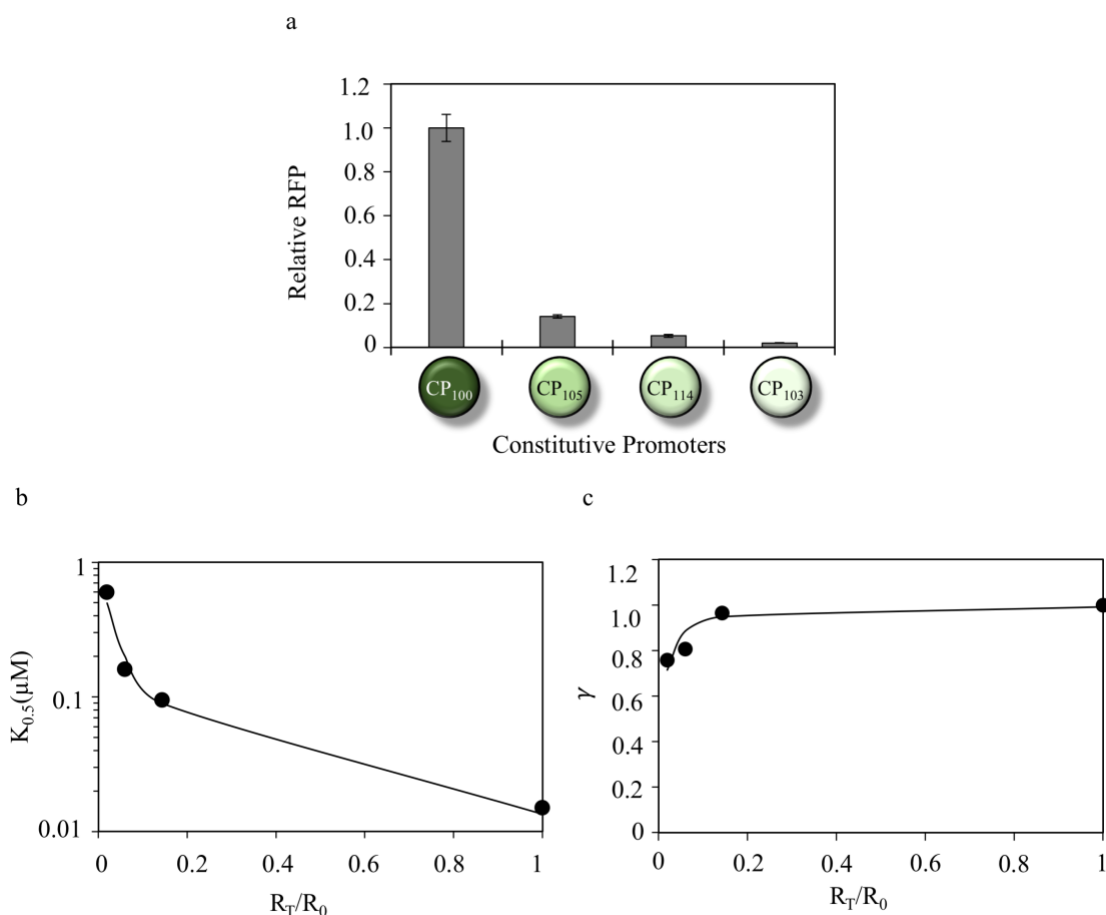 a
1.2
1.0
0.8
0.6
0.4
0.2
0
Relative RFP
CP₁₀₀ CP₁₀₅ CP₁₁₄ CP₁₀₃
Constitutive Promoters
b
1
0.1
0.01
K₀.₅(µM)
0 0.2 0.4 0.6 0.8 1
R_T/R₀
c
1.2
1.0
0.8
0.6
0.4
0.2
0
γ
0 0.2 0.4 0.6 0.8 1
R_T/R₀